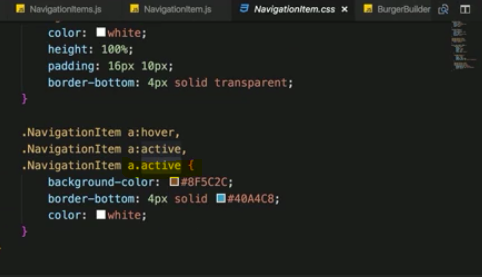 NavigationItems.js NavigationItem.js NavigationItem.css × BurgerBuilder
color: white;
height: 100%;
padding: 16px 10px;
border-bottom: 4px solid transparent;
}
.NavigationItem a:hover,
.NavigationItem a:active,
.NavigationItem a.active {
background-color: #8F5C2C;
border-bottom: 4px solid #40A4C8;
color: white;
}